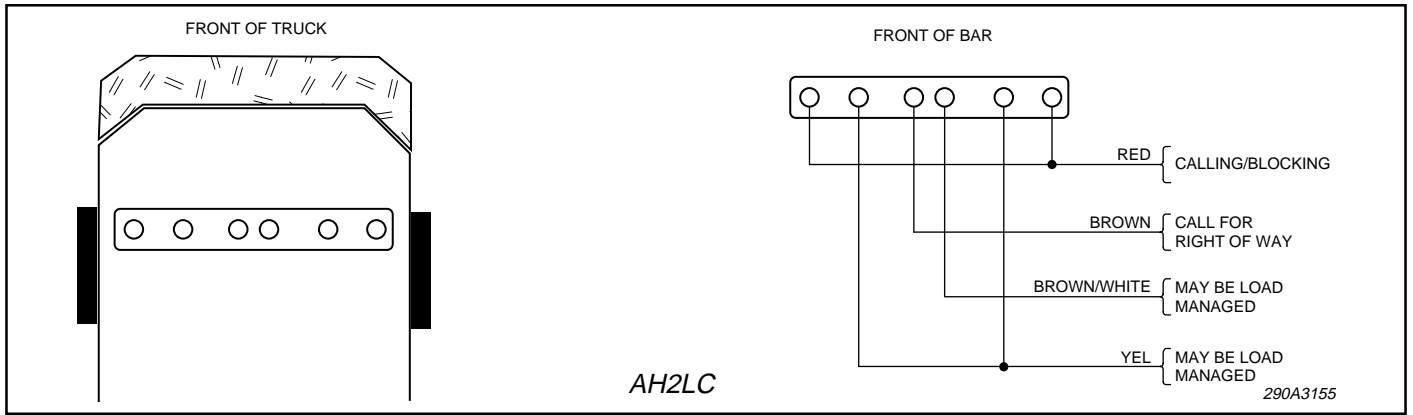 FRONT OF TRUCK
FRONT OF BAR
RED
CALLING/BLOCKING
BROWN
CALL FOR
RIGHT OF WAY
BROWN/WHITE
MAY BE LOAD
MANAGED
YEL
MAY BE LOAD
MANAGED
AH2LC
290A3155